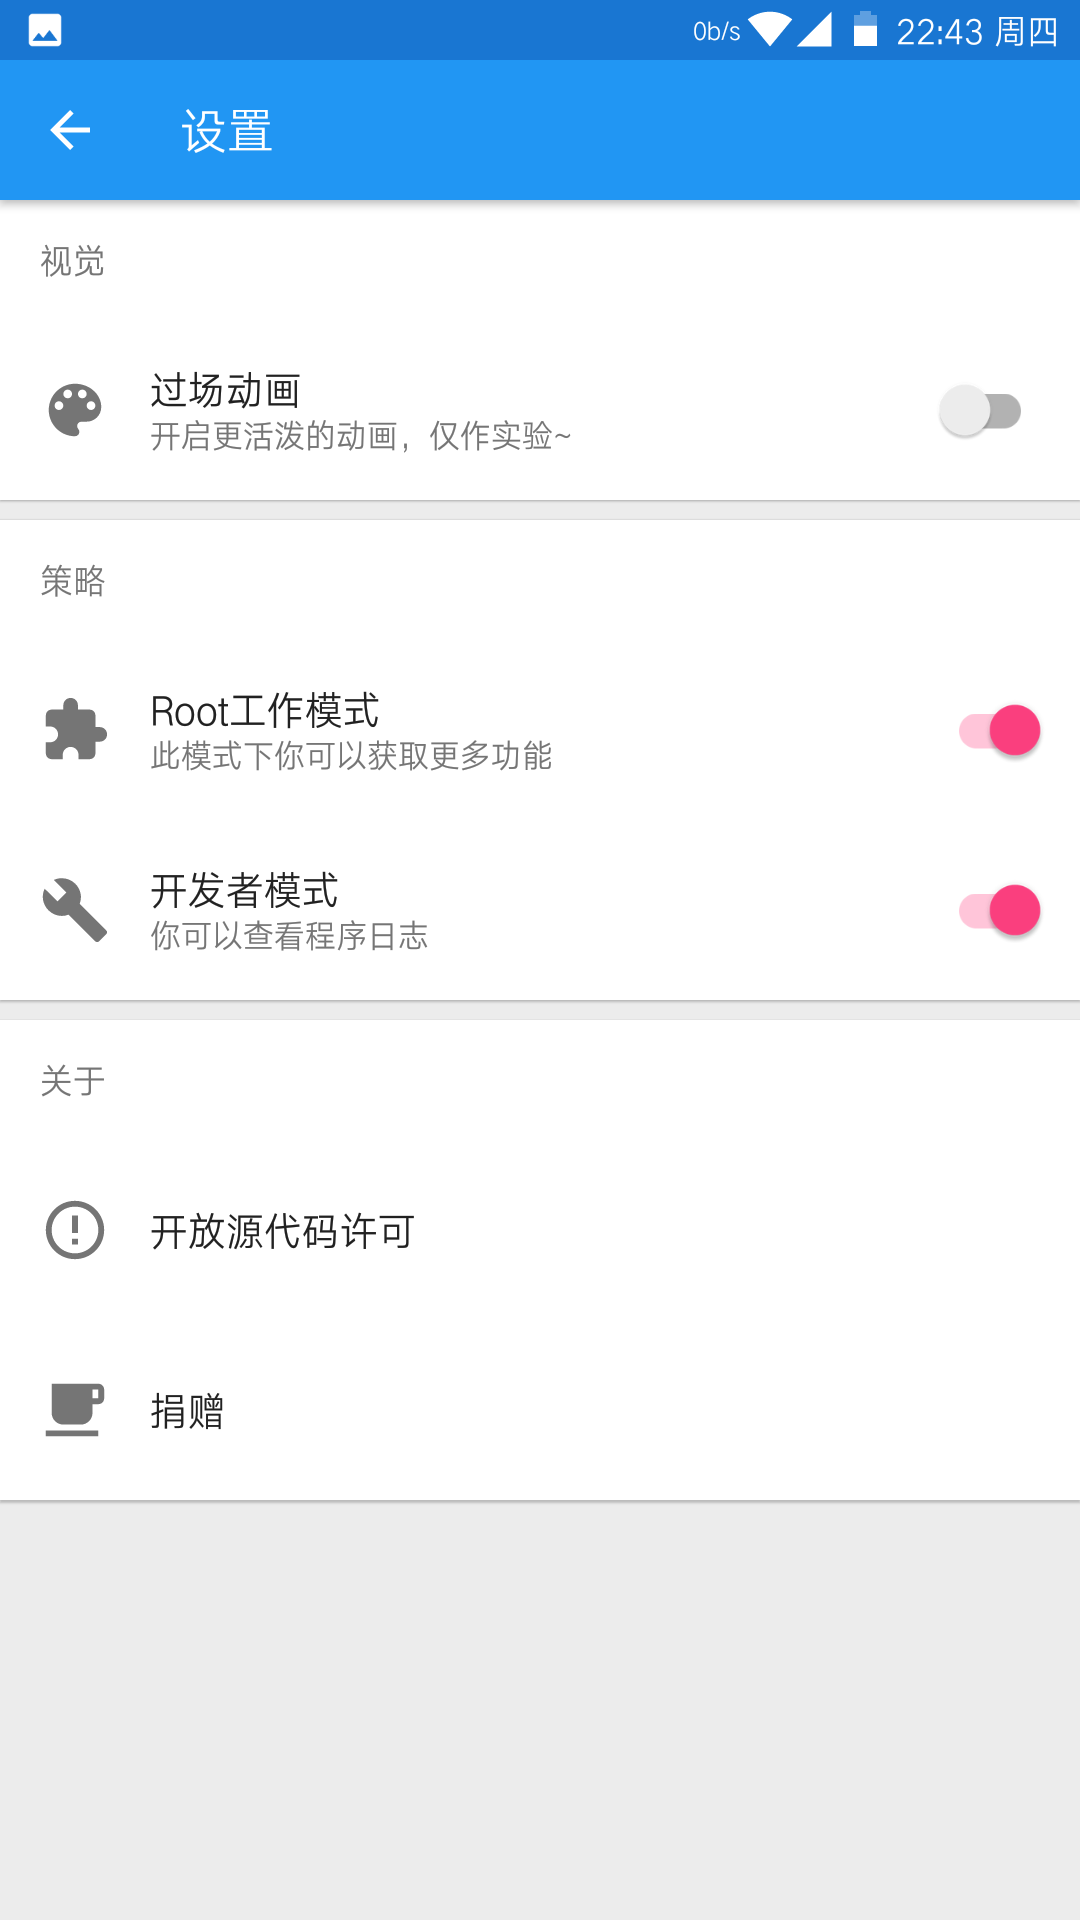 0b/s 22:43 周四
设置
视觉
过场动画
开启更活泼的动画，仅作实验~
策略
Root工作模式
此模式下你可以获取更多功能
开发者模式
你可以查看程序日志
关于
开放源代码许可
捐赠